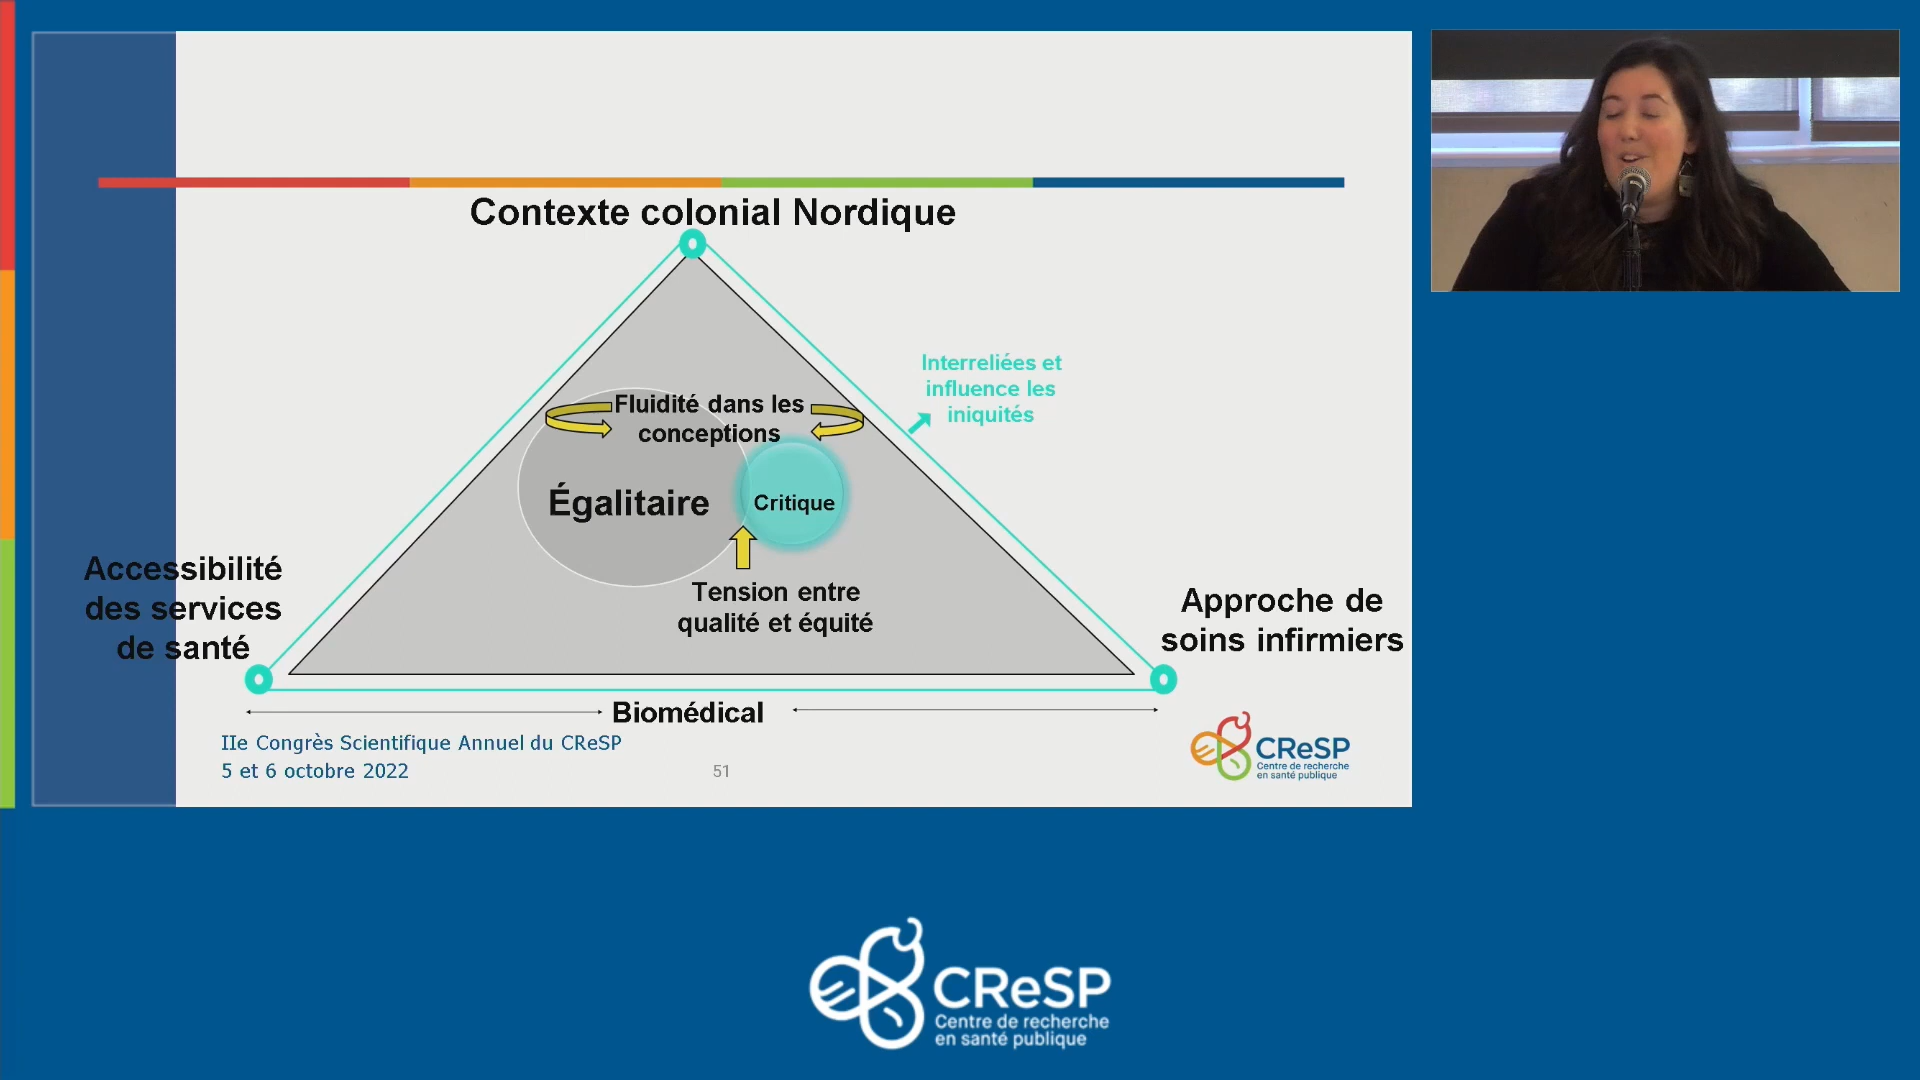 Contexte colonial Nordique
Interreliées et
influence les
iniquités
Fluidité dans les
conceptions
Égalitaire
Critique
Tension entre
qualité et équité
Accessibilité
des services
de santé
Approche de
soins infirmiers
Biomédical
IIe Congrès Scientifique Annuel du CReSP
5 et 6 octobre 2022
51
CReSP
Centre de recherche
en santé publique
CReSP
Centre de recherche
en santé publique